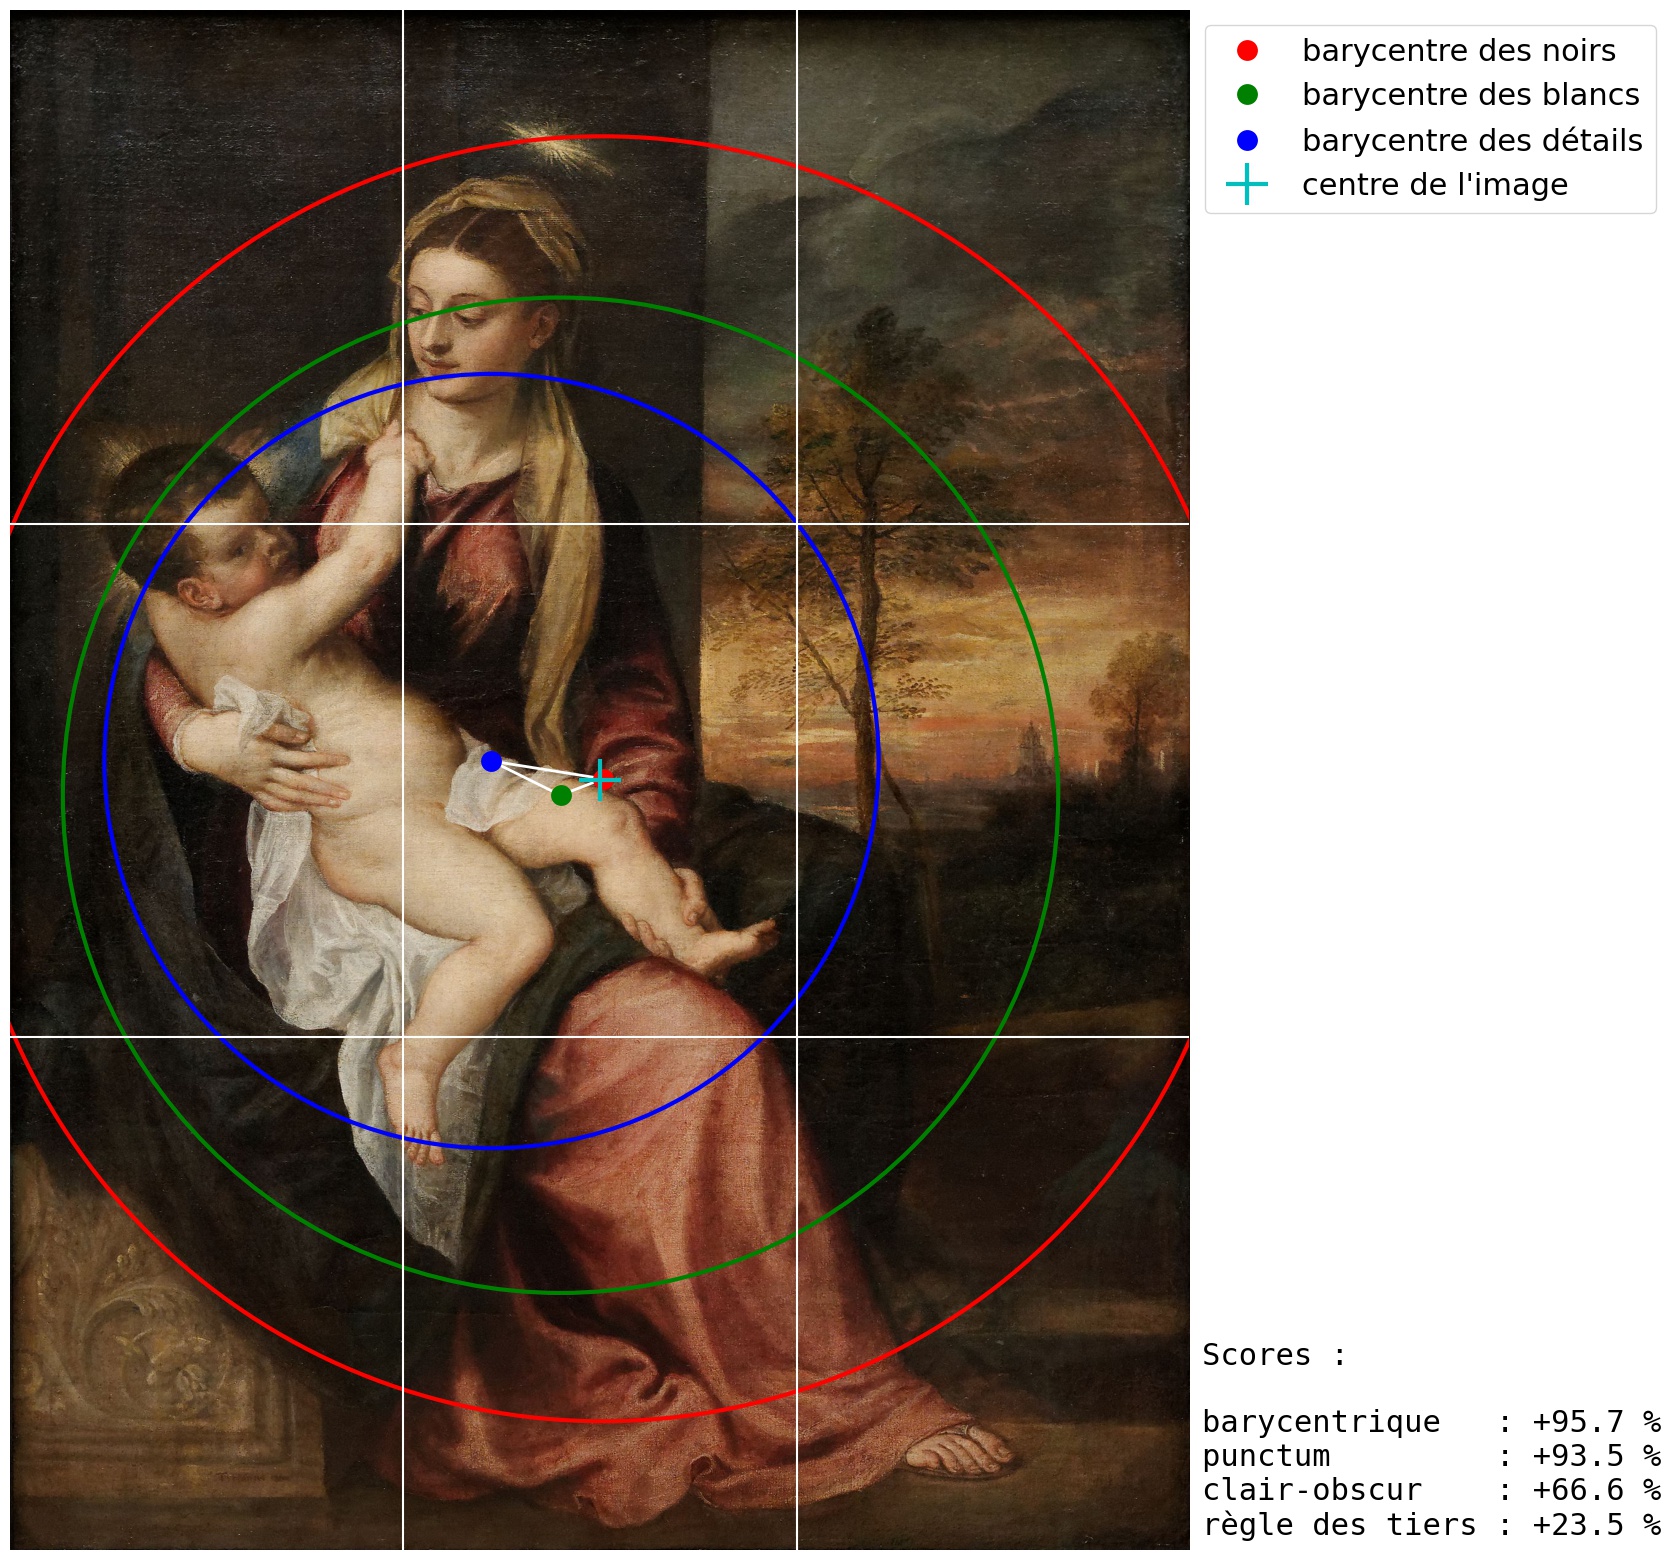 barycentre des noirs
barycentre des blancs
barycentre des détails
centre de l'image
Scores :
barycentrique : +95.7 %
punctum : +93.5 %
clair-obscur : +66.6 %
règle des tiers : +23.5 %